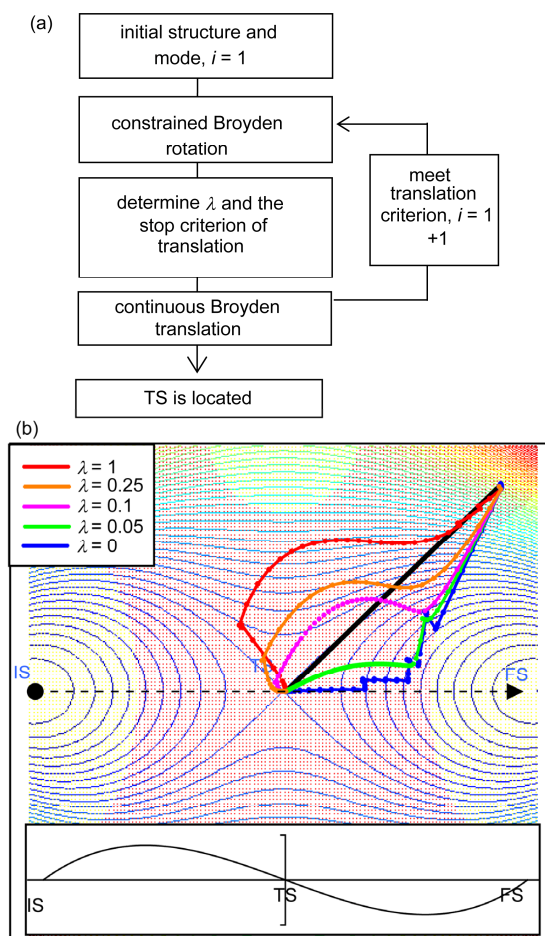 (a)
initial structure and
mode, i = 1
constrained Broyden
rotation
meet
translation
criterion, i = 1
+1
determine λ and the
stop criterion of
translation
continuous Broyden
translation
TS is located
(b)
λ = 1
λ = 0.25
λ = 0.1
λ = 0.05
λ = 0
IS
TS
FS
IS
TS
FS